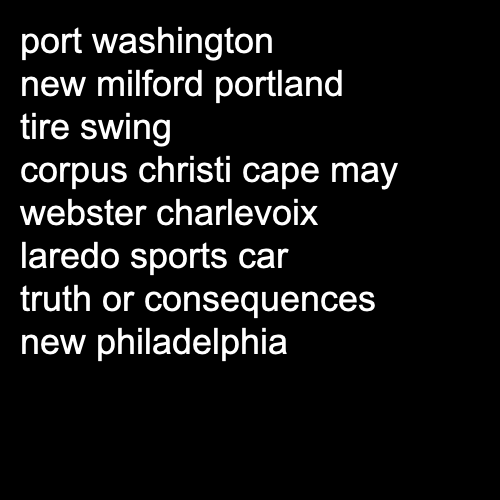 port washington
new milford portland
tire swing
corpus christi cape may
webster charlevoix
laredo sports car
truth or consequences
new philadelphia